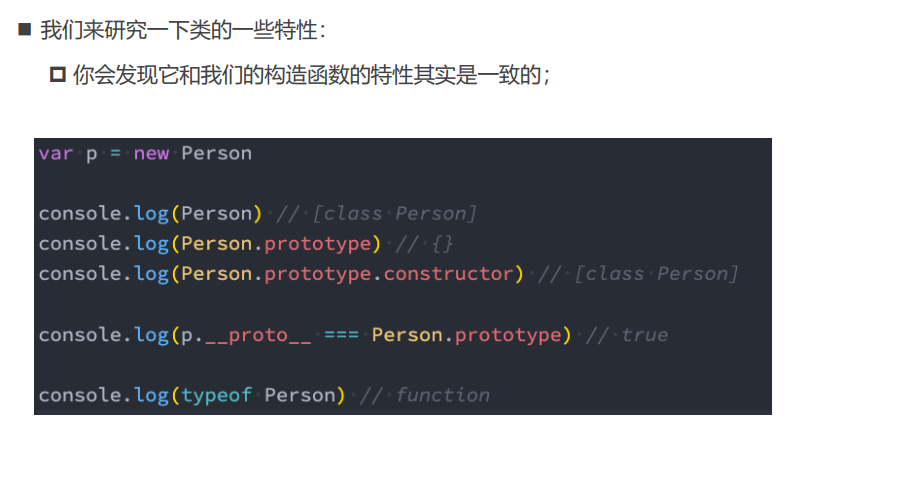 我们来研究一下类的一些特性：
你会发现它和我们的构造函数的特性其实是一致的；
var p = new Person
console.log(Person) // [class Person]
console.log(Person.prototype) // {}
console.log(Person.prototype.constructor) // [class Person]
console.log(p.__proto__ === Person.prototype) // true
console.log(typeof Person) // function